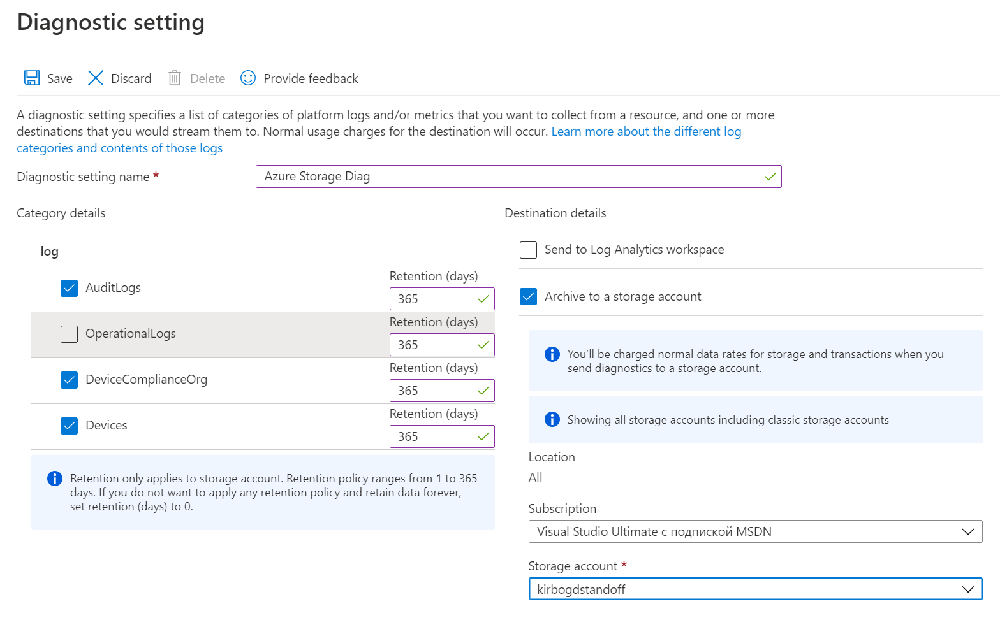 Diagnostic setting
Save Discard Delete Provide feedback
A diagnostic setting specifies a list of categories of platform logs and/or metrics that you want to collect from a resource, and one or more
destinations that you would stream them to. Normal usage charges for the destination will occur. Learn more about the different log
categories and contents of those logs
Diagnostic setting name *
Azure Storage Diag
Category details
log
AuditLogs
Retention (days)
365
OperationalLogs
Retention (days)
365
DeviceComplianceOrg
Retention (days)
365
Devices
Retention (days)
365
Retention only applies to storage account. Retention policy ranges from 1 to 365
days. If you do not want to apply any retention policy and retain data forever,
set retention (days) to 0.
Destination details
Send to Log Analytics workspace
Archive to a storage account
You'll be charged normal data rates for storage and transactions when you
send diagnostics to a storage account.
Showing all storage accounts including classic storage accounts
Location
All
Subscription
Visual Studio Ultimate с подпиской MSDN
Storage account *
kirbogdstandoff